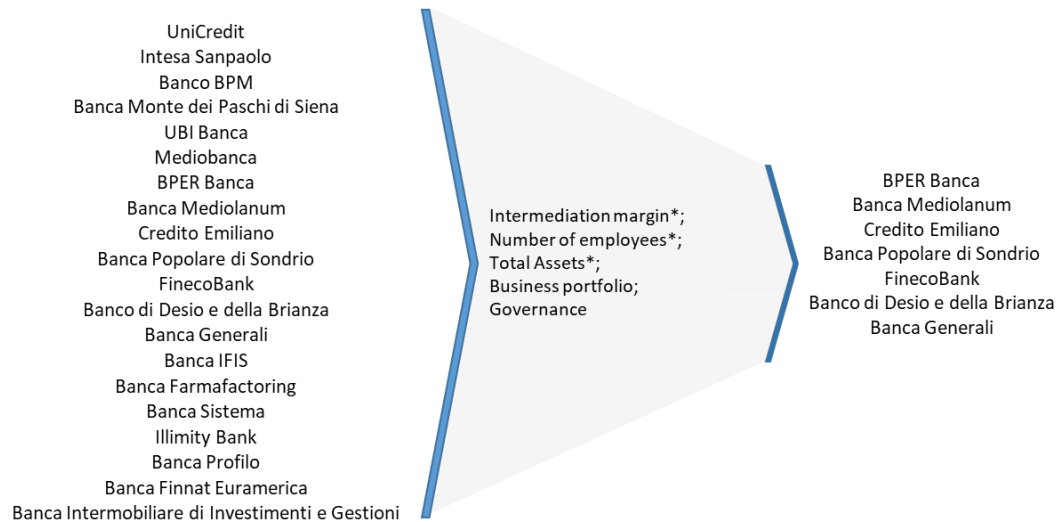 UniCredit
Intesa Sanpaolo
Banco BPM
Banca Monte dei Paschi di Siena
UBI Banca
Mediobanca
BPER Banca
Banca Mediolanum
Credito Emiliano
Banca Popolare di Sondrio
FinecoBank
Banco di Desio e della Brianza
Banca Generali
Banca IFIS
Banca Farmafactoring
Banca Sistema
Illimity Bank
Banca Profilo
Banca Finnat Euramerica
Banca Intermobiliare di Investimenti e Gestioni
Intermediation margin*;
Number of employees*;
Total Assets*;
Business portfolio;
Governance
BPER Banca
Banca Mediolanum
Credito Emiliano
Banca Popolare di Sondrio
FinecoBank
Banco di Desio e della Brianza
Banca Generali